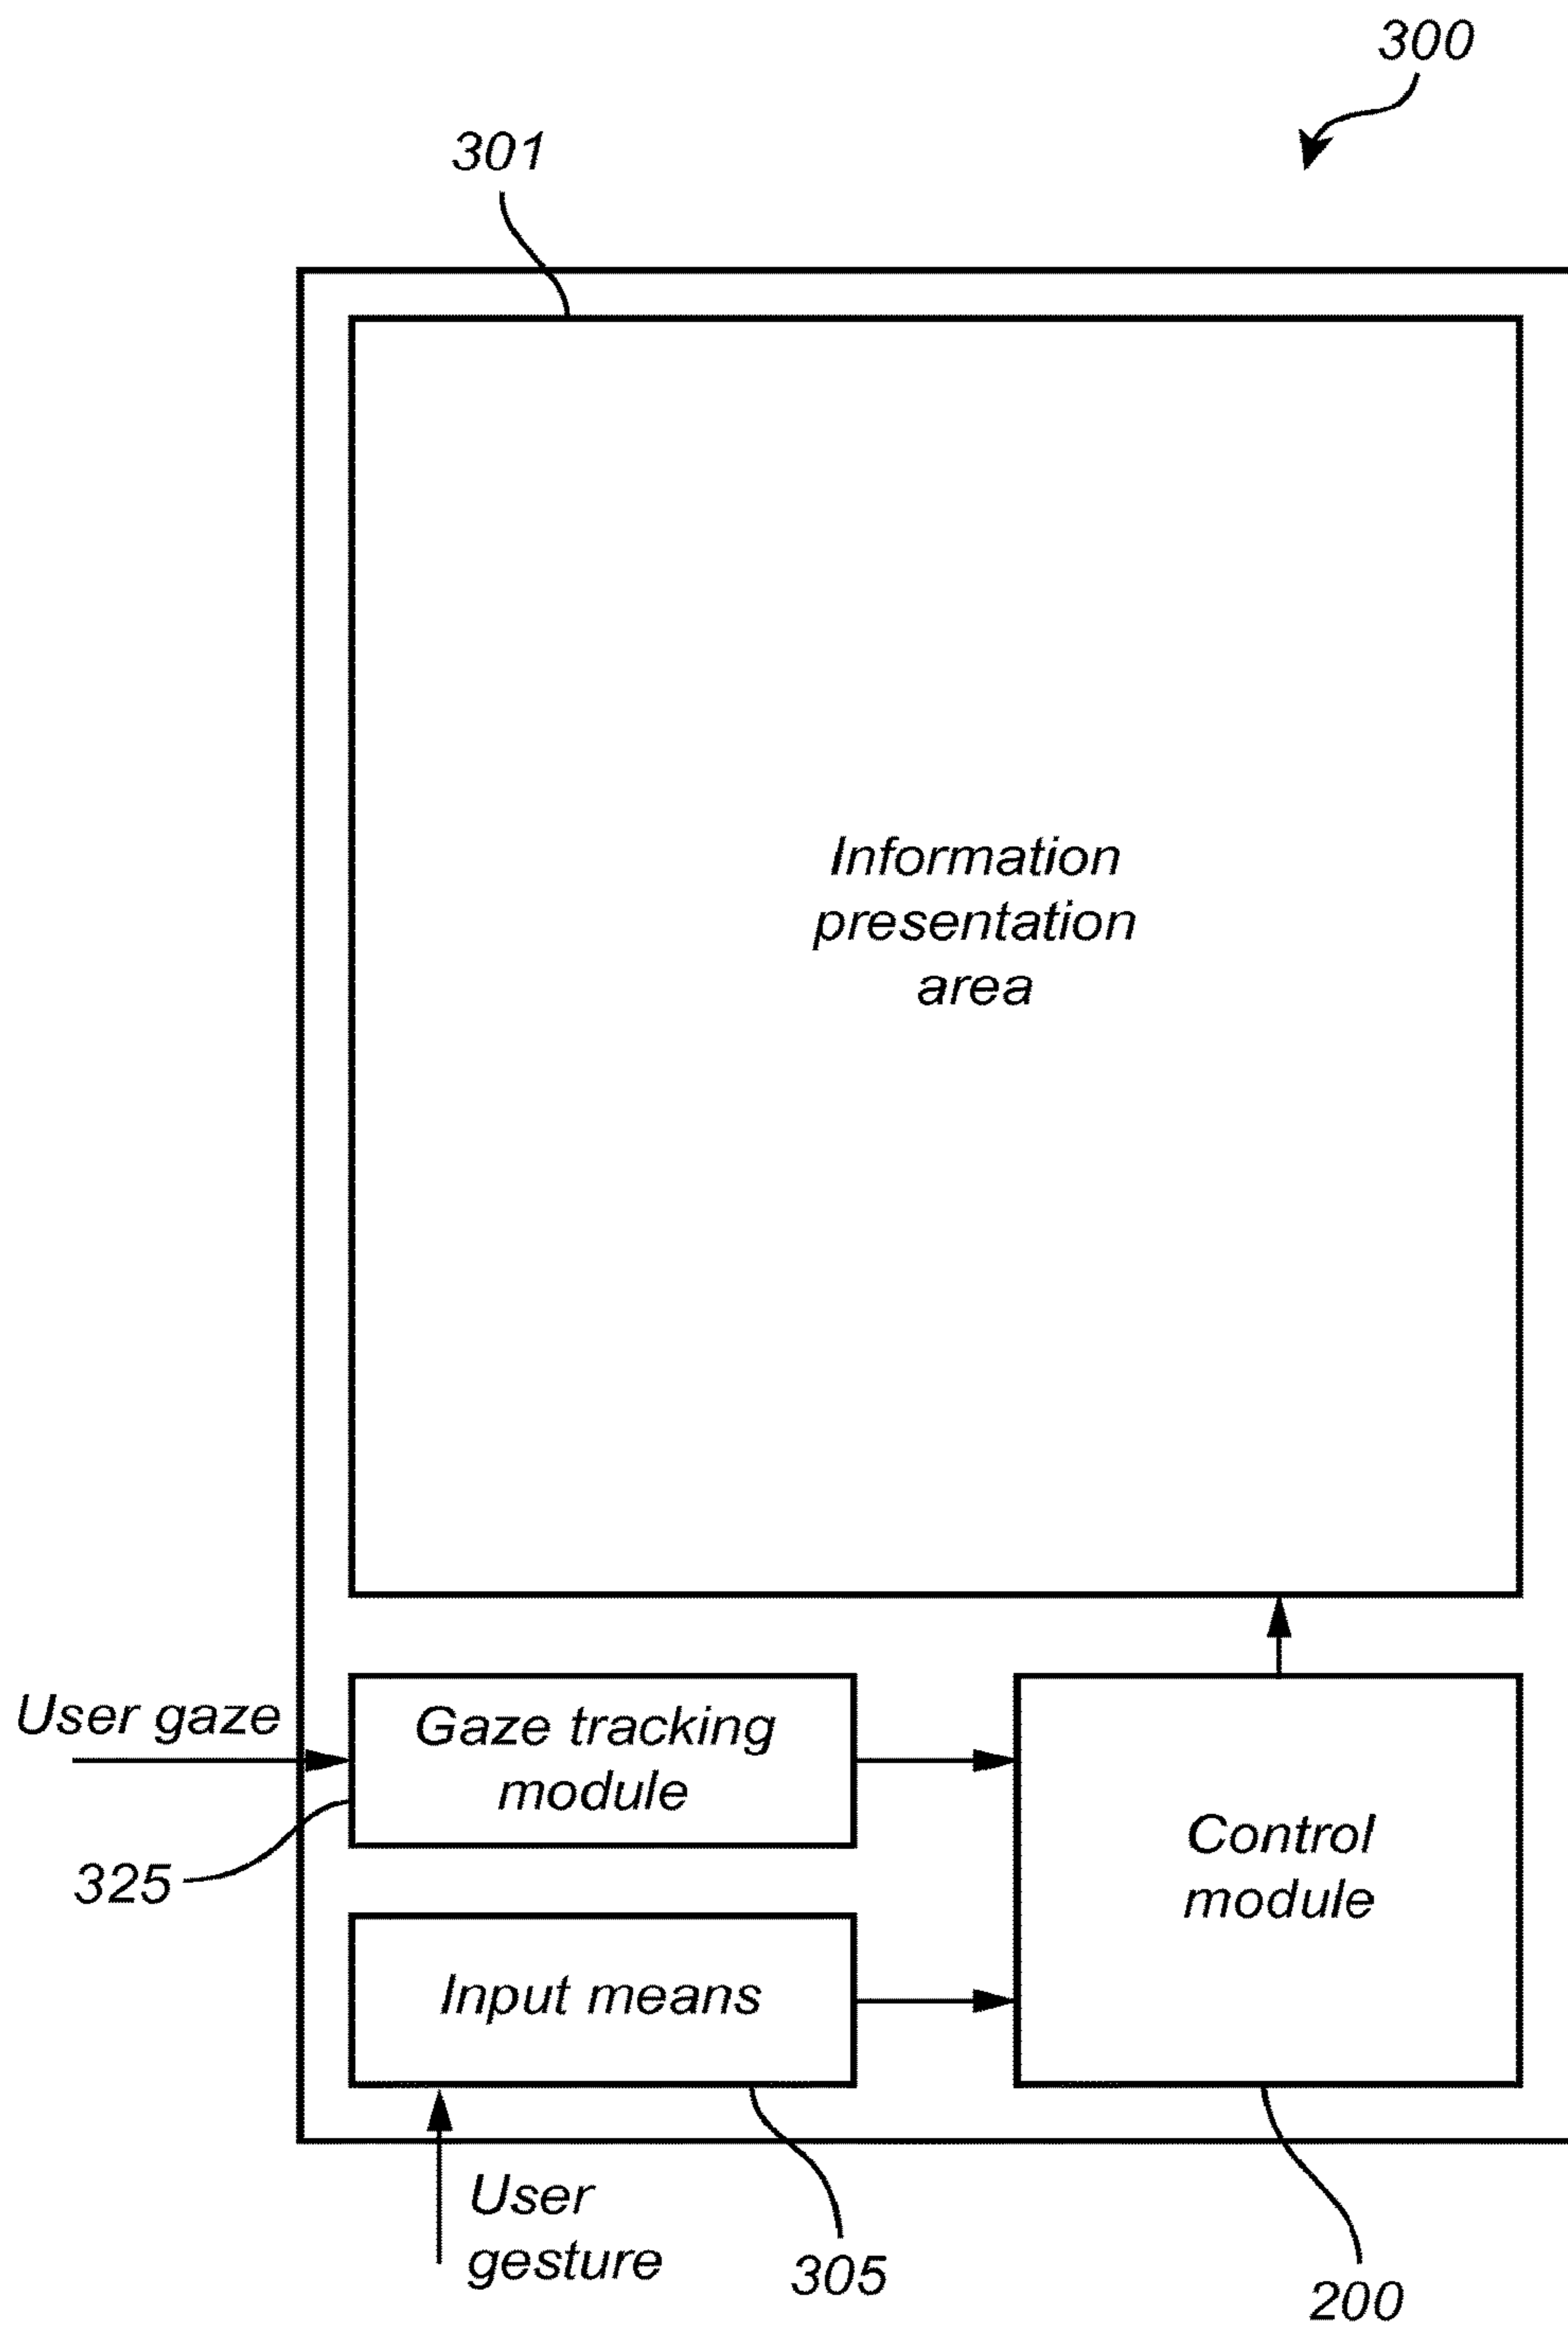 300
301
Information
presentation
area
User gaze
Gaze tracking
module
325
Control
module
Input means
User
gesture
305
200